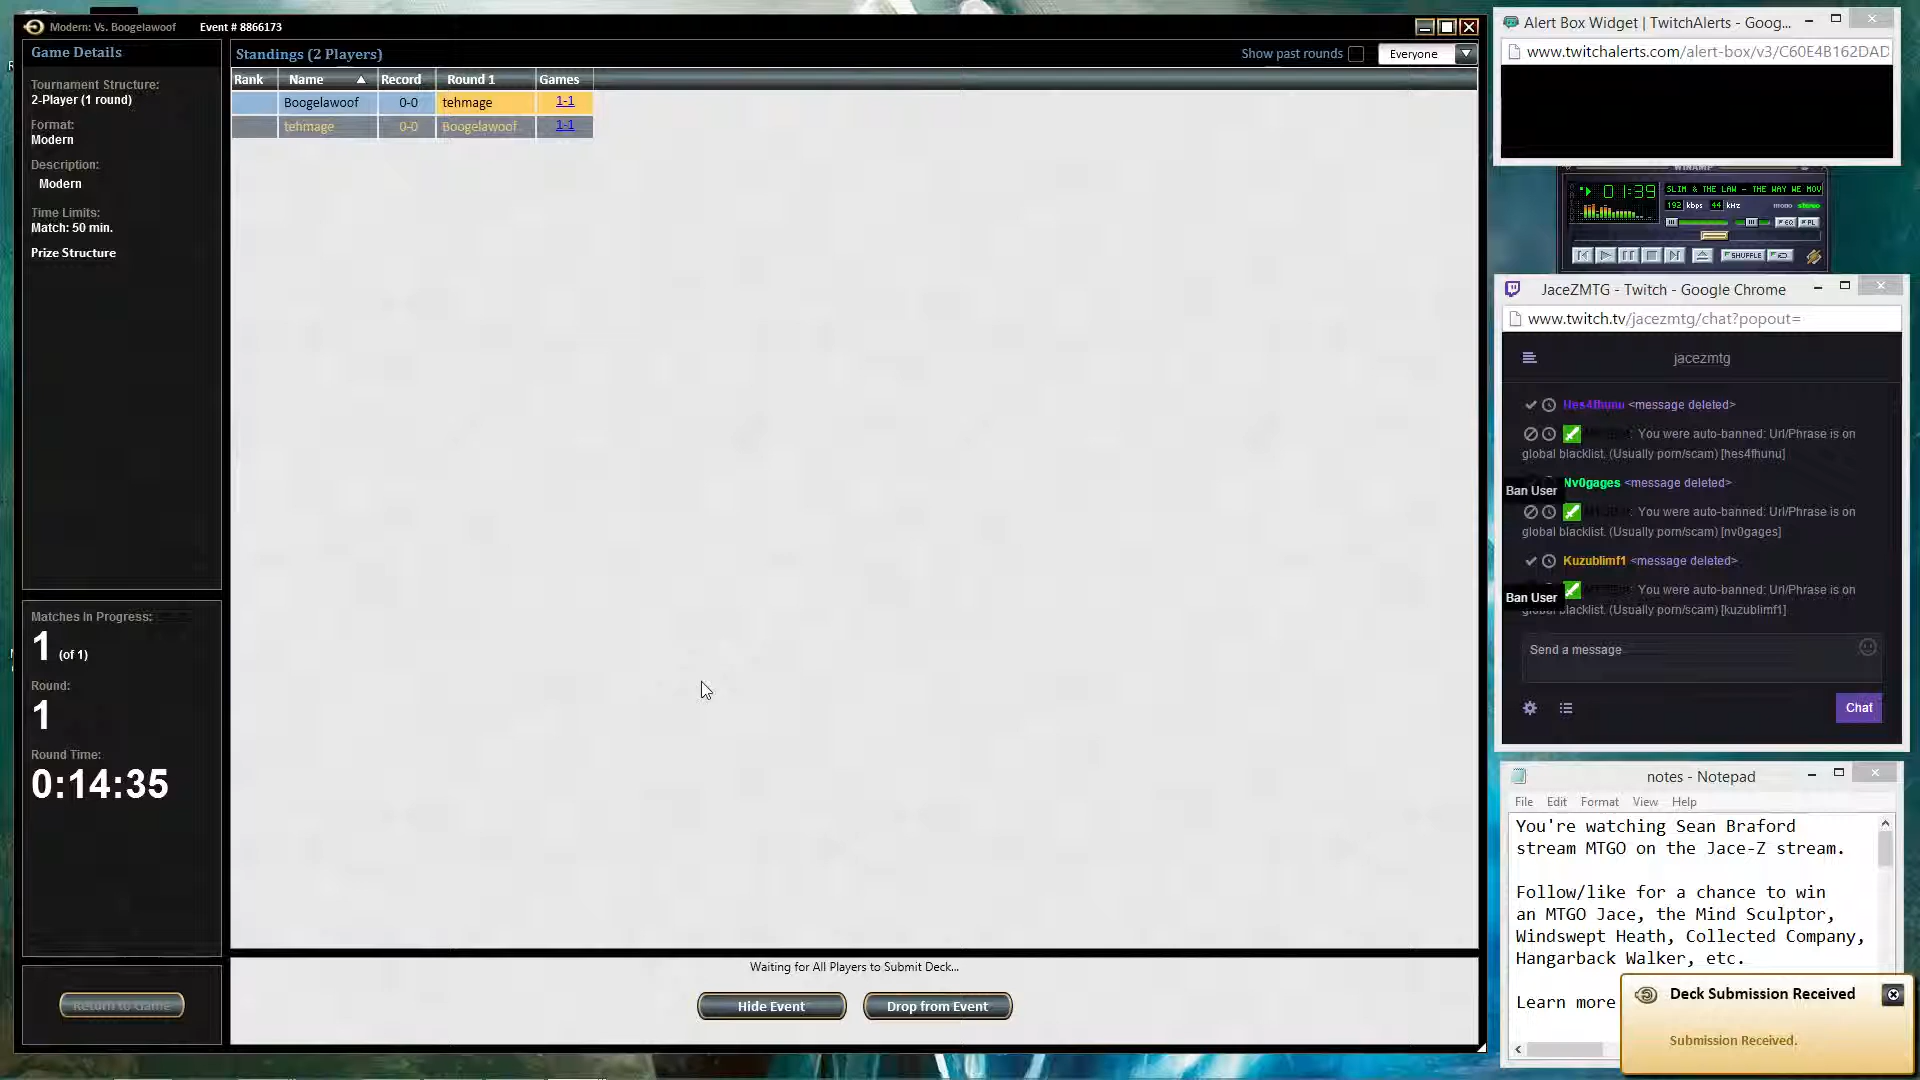 Modern: Vs. Boogelawoof Event # 8866173
Game Details
Tournament Structure:
2-Player (1 round)
Format:
Modern
Description:
Modern
Time Limits:
Match: 50 min.
Prize Structure
Matches In Progress:
1 (of 1)
Round:
1
Round Time:
0:14:35
Return to Game
Standings (2 Players)
Show past rounds
Everyone
Rank Name Record Round 1 Games
Boogelawoof 0-0 tehmage 1-1
tehmage 0-0 Boogelawoof 1-1
Waiting for All Players to Submit Deck...
Hide Event
Drop from Event
Alert Box Widget | TwitchAlerts - Goog...
www.twitchalerts.com/alert-box/v3/C60E4B162DAD
WINAMP
01:39
SLIM & THE LAW - THE WAY WE MOV
192 kbps 44 kHz mono stereo
EQ PL
SHUFFLE
JaceZMTG - Twitch - Google Chrome
www.twitch.tv/jacezmtg/chat?popout=
jacezmtg
Hes4fhunu <message deleted>
: You were auto-banned: Url/Phrase is on
global blacklist. (Usually porn/scam) [hes4fhunu]
Nv0gages <message deleted>
Ban User
: You were auto-banned: Url/Phrase is on
global blacklist. (Usually porn/scam) [nv0gages]
Kuzublimf1 <message deleted>
: You were auto-banned: Url/Phrase is on
Ban User
global blacklist. (Usually porn/scam) [kuzublimf1]
Send a message
Chat
notes - Notepad
File Edit Format View Help
You're watching Sean Braford
stream MTGO on the Jace-Z stream.
Follow/like for a chance to win
an MTGO Jace, the Mind Sculptor,
Windswept Heath, Collected Company,
Hangarback Walker, etc.
Learn more
Deck Submission Received
Submission Received.